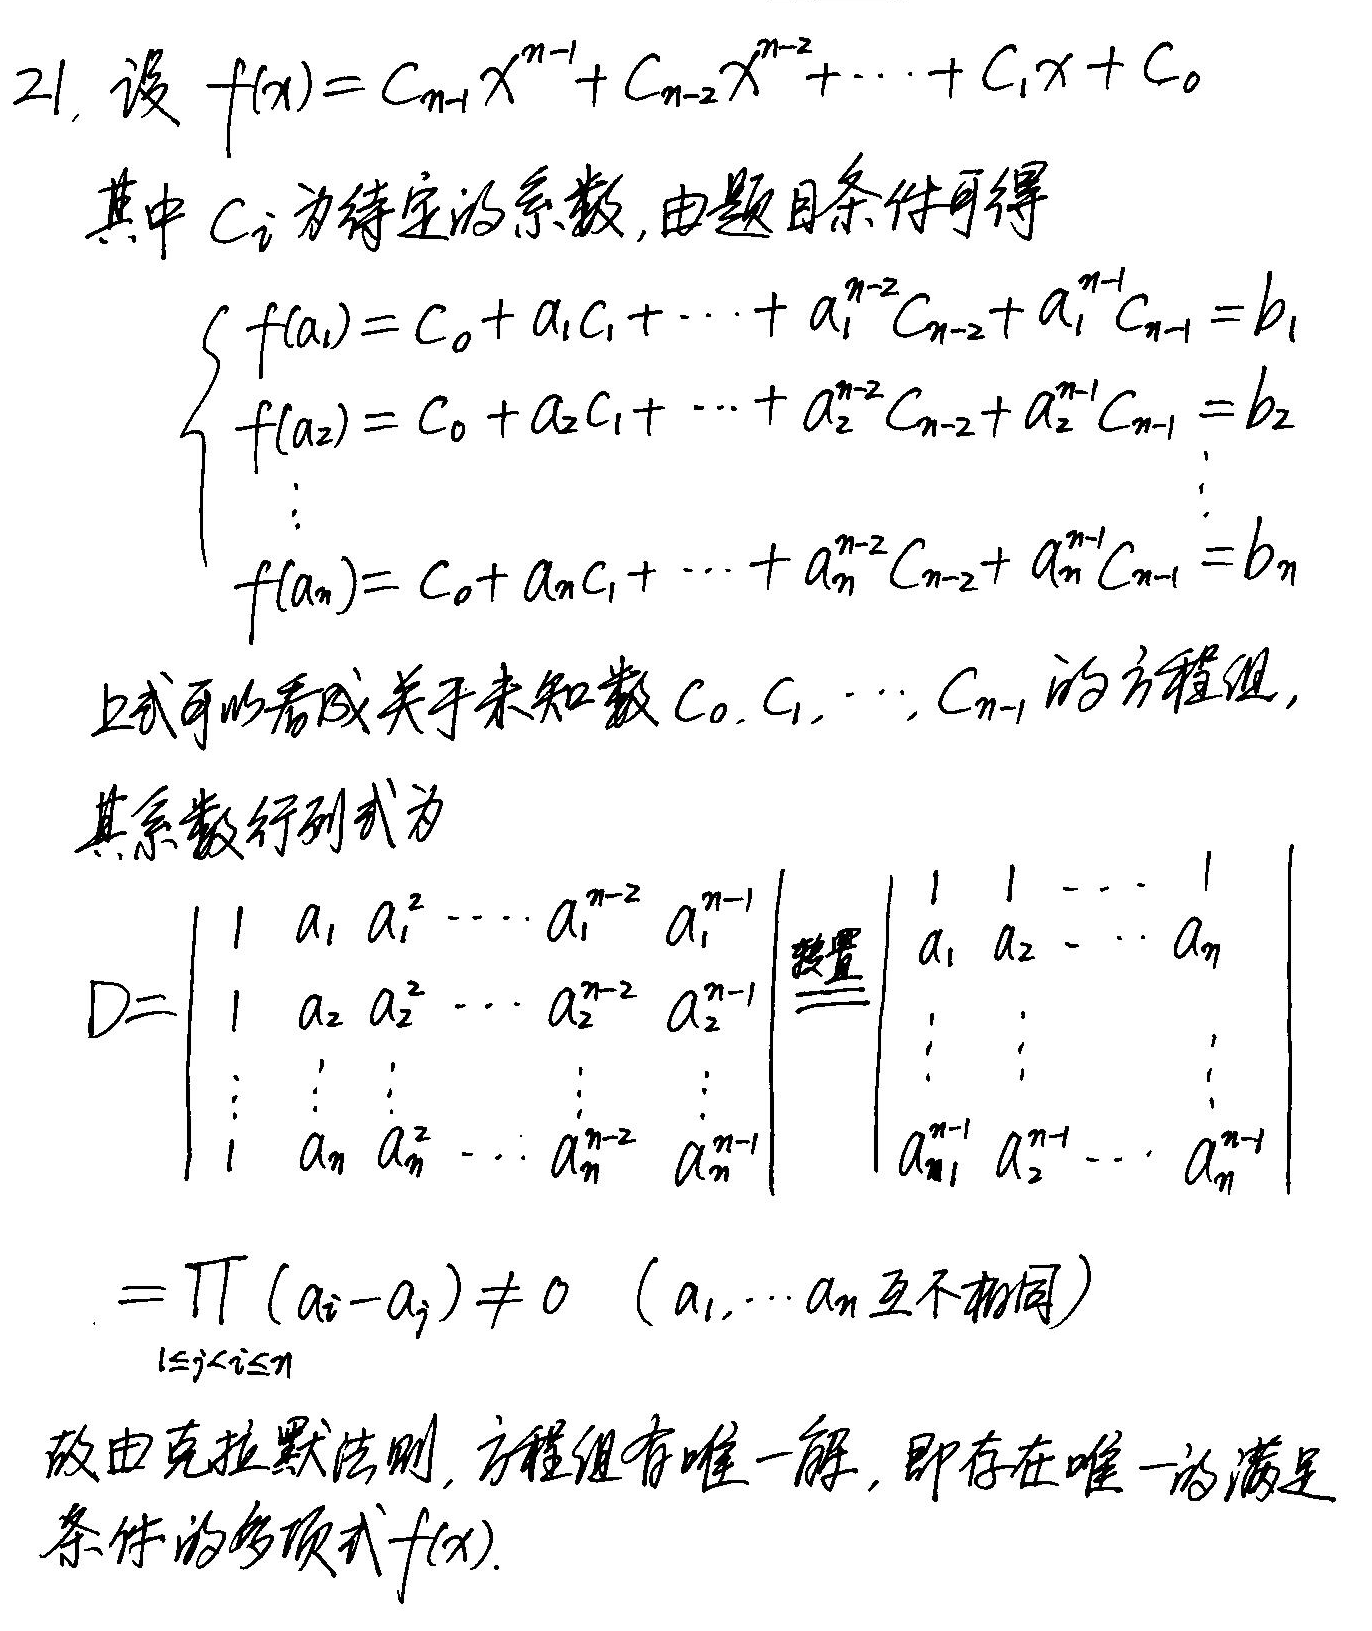 21. 设 f(x) = C_{n-1}x^{n-1} + C_{n-2}x^{n-2} + ⋯ + C_1x + C_0
其中 C_i 为待定的系数, 由题目条件可得
f(a_1) = C_0 + a_1C_1 + ⋯ + a_1^{n-2}C_{n-2} + a_1^{n-1}C_{n-1} = b_1
f(a_2) = C_0 + a_2C_1 + ⋯ + a_2^{n-2}C_{n-2} + a_2^{n-1}C_{n-1} = b_2
⋮ ⋮
f(a_n) = C_0 + a_nC_1 + ⋯ + a_n^{n-2}C_{n-2} + a_n^{n-1}C_{n-1} = b_n
上式可以看成关于未知数 C_0, C_1, ⋯, C_{n-1} 的方程组,
其系数行列式为
D = | 1 a_1 a_1^2 ⋯ a_1^{n-2} a_1^{n-1} ; 1 a_2 a_2^2 ⋯ a_2^{n-2} a_2^{n-1} ; ⋮ ⋮ ⋮ ⋮ ⋮ ; 1 a_n a_n^2 ⋯ a_n^{n-2} a_n^{n-1} | 转置 = | 1 1 ⋯ 1 ; a_1 a_2 ⋯ a_n ; ⋮ ⋮ ⋮ ; a_1^{n-1} a_2^{n-1} ⋯ a_n^{n-1} |
= ∏_{1≤j<i≤n} (a_i - a_j) ≠ 0 (a_1, ⋯ a_n 互不相同)
故由克拉默法则, 方程组有唯一解, 即存在唯一的满足
条件的多项式 f(x).